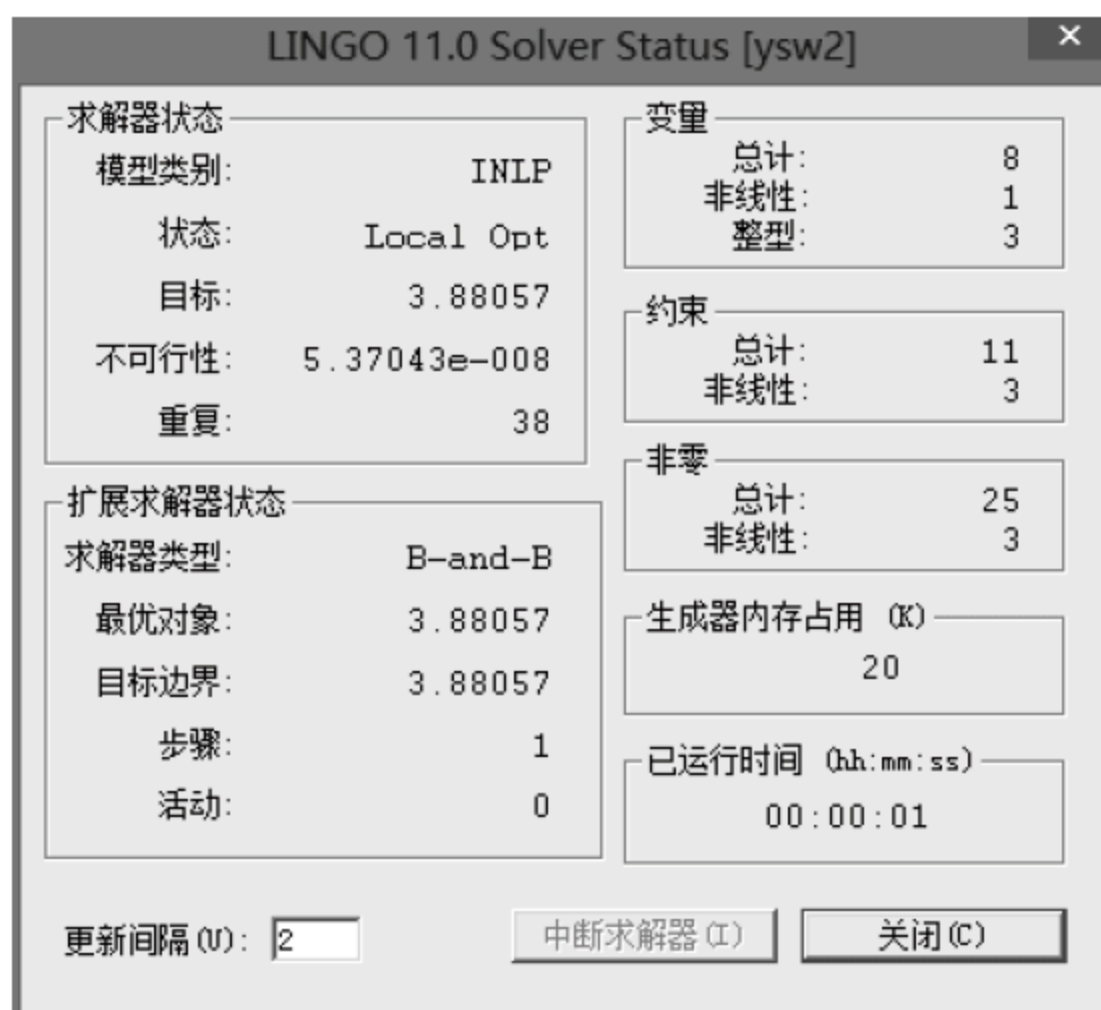 LINGO 11.0 Solver Status [ysw2]
×
求解器状态
模型类别: INLP
状态: Local Opt
目标: 3.88057
不可行性: 5.37043e-008
重复: 38
扩展求解器状态
求解器类型: B-and-B
最优对象: 3.88057
目标边界: 3.88057
步骤: 1
活动: 0
更新间隔(U): 2
变量
总计: 8
非线性: 1
整型: 3
约束
总计: 11
非线性: 3
非零
总计: 25
非线性: 3
生成器内存占用 (K)
20
已运行时间 (hh:mm:ss)
00:00:01
中断求解器(I)
关闭(C)